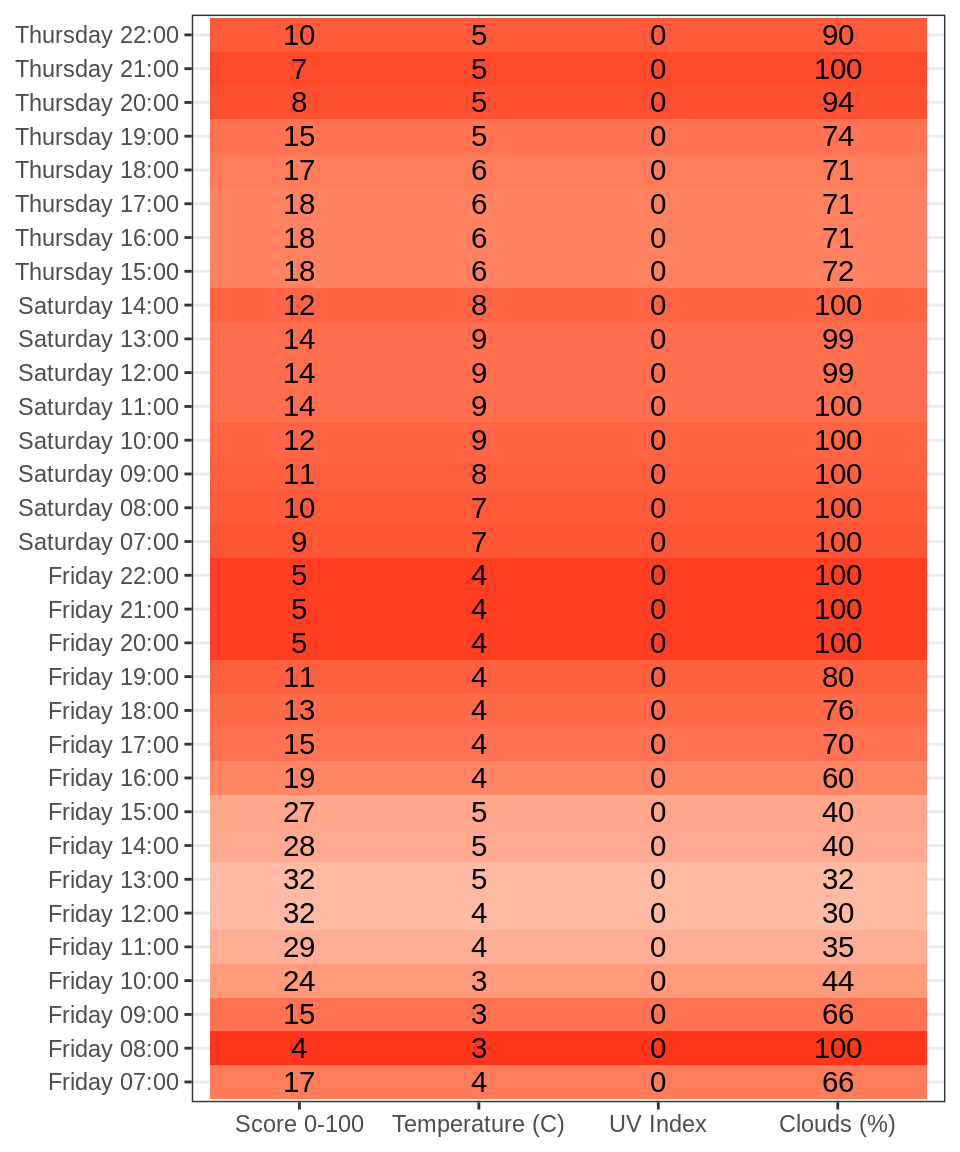 Thursday 22:00 10 5 0 90
Thursday 21:00 7 5 0 100
Thursday 20:00 8 5 0 94
Thursday 19:00 15 5 0 74
Thursday 18:00 17 6 0 71
Thursday 17:00 18 6 0 71
Thursday 16:00 18 6 0 71
Thursday 15:00 18 6 0 72
Saturday 14:00 12 8 0 100
Saturday 13:00 14 9 0 99
Saturday 12:00 14 9 0 99
Saturday 11:00 14 9 0 100
Saturday 10:00 12 9 0 100
Saturday 09:00 11 8 0 100
Saturday 08:00 10 7 0 100
Saturday 07:00 9 7 0 100
Friday 22:00 5 4 0 100
Friday 21:00 5 4 0 100
Friday 20:00 5 4 0 100
Friday 19:00 11 4 0 80
Friday 18:00 13 4 0 76
Friday 17:00 15 4 0 70
Friday 16:00 19 4 0 60
Friday 15:00 27 5 0 40
Friday 14:00 28 5 0 40
Friday 13:00 32 5 0 32
Friday 12:00 32 4 0 30
Friday 11:00 29 4 0 35
Friday 10:00 24 3 0 44
Friday 09:00 15 3 0 66
Friday 08:00 4 3 0 100
Friday 07:00 17 4 0 66
Score 0-100 Temperature (C) UV Index Clouds (%)